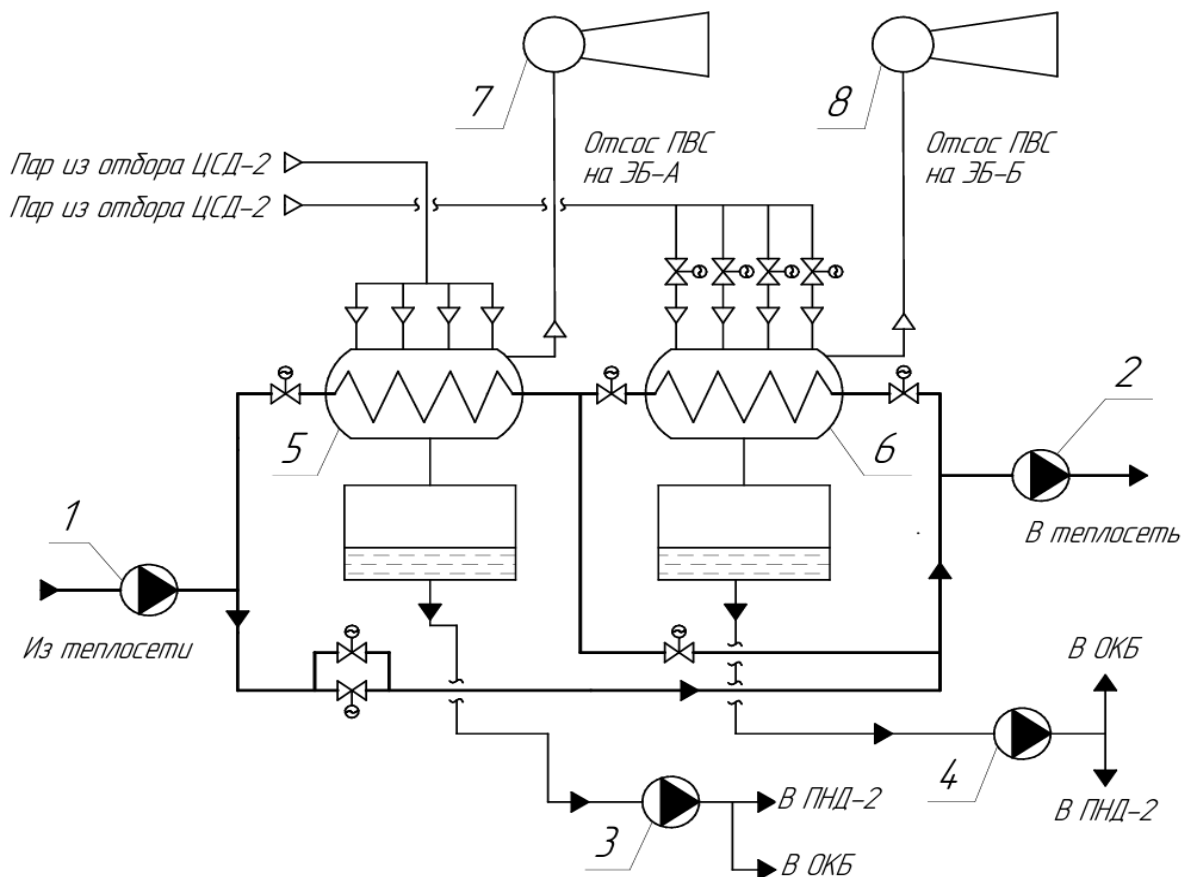 7
8
Отсос ПВС
на ЭБ-А
Отсос ПВС
на ЭБ-Б
Пар из отбора ЦСД-2
Пар из отбора ЦСД-2
5
6
2
1
В теплосеть
Из теплосети
В ОКБ
4
В ПНД-2
3
В ПНД-2
В ОКБ